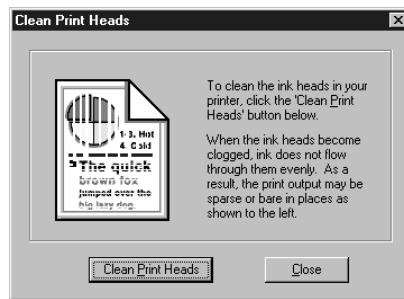 Clean Print Heads
To clean the ink heads in your
printer, click the 'Clean Print
Heads' button below.
When the ink heads become
clogged, ink does not flow
through them evenly. As a
result, the print output may be
sparse or bare in places as
shown to the left.
1-3. Hot
4. Cold
The quick
brown fox
jumped over the
big lazy dog.
Clean Print Heads
Close